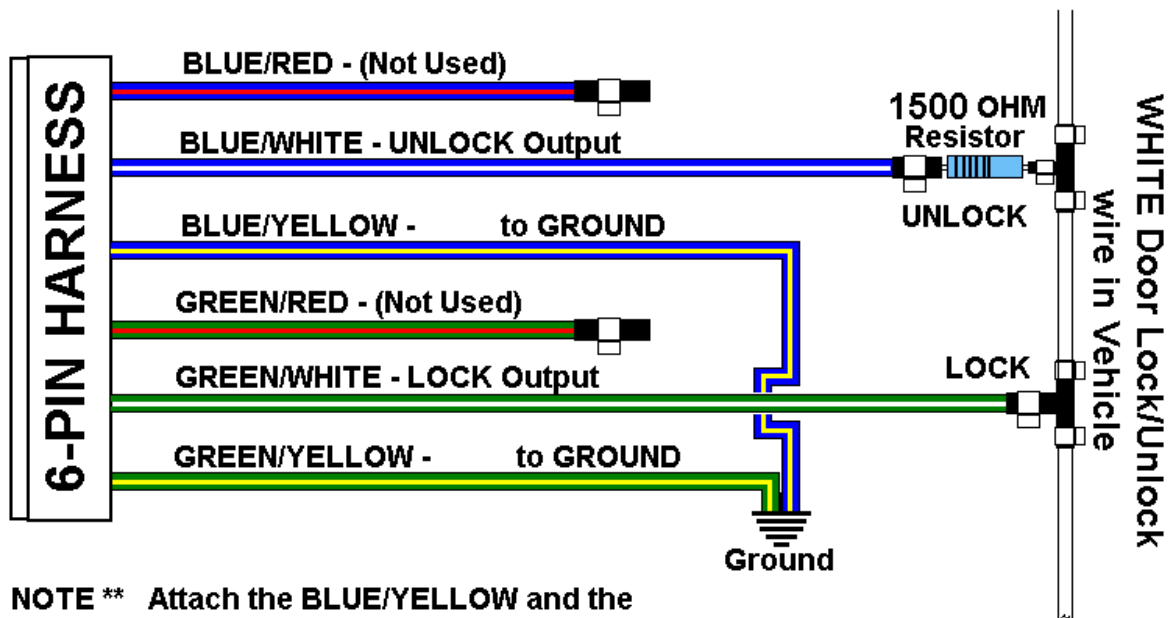 6-PIN HARNESS
BLUE/RED - (Not Used)
BLUE/WHITE - UNLOCK Output
1500 OHM
Resistor
UNLOCK
BLUE/YELLOW - to GROUND
GREEN/RED - (Not Used)
GREEN/WHITE - LOCK Output
LOCK
GREEN/YELLOW - to GROUND
Ground
WHITE Door Lock/Unlock
wire in Vehicle
NOTE ** Attach the BLUE/YELLOW and the